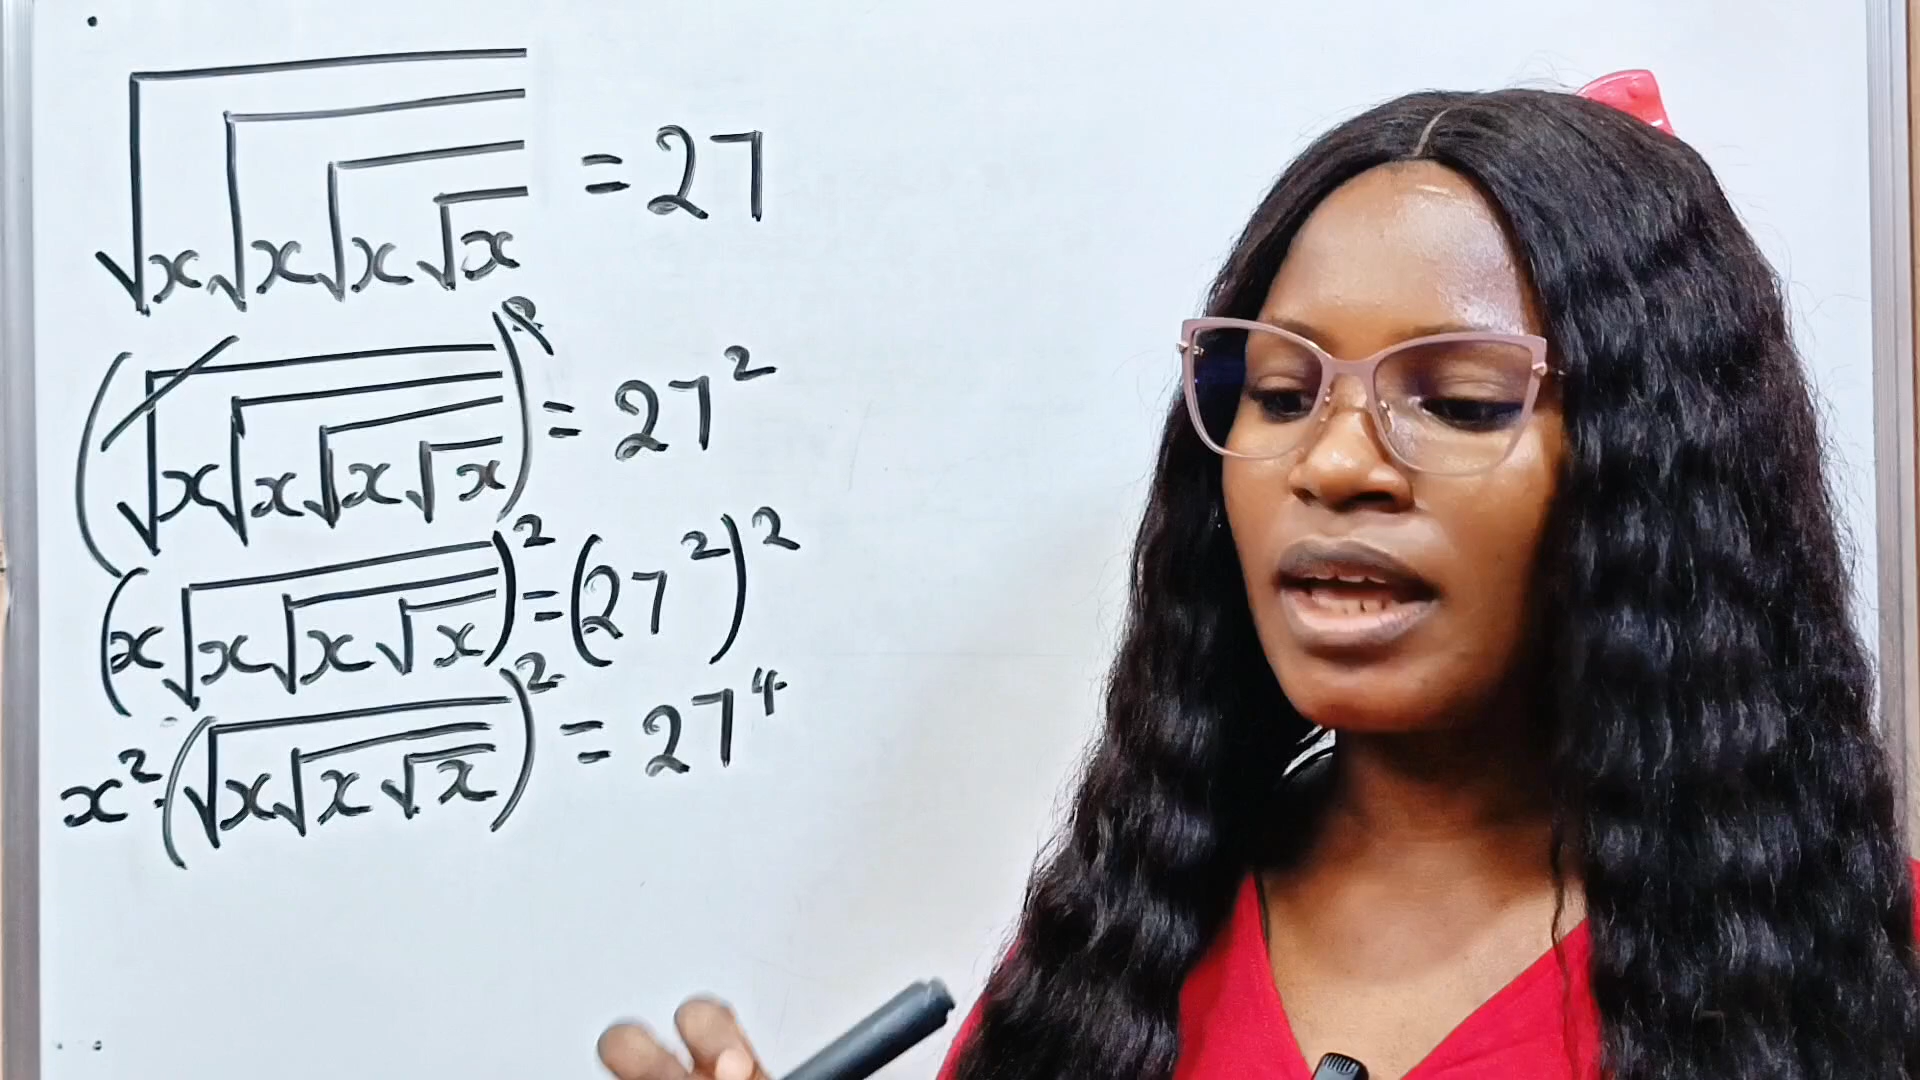 √(x√(x√(x√x))) = 27
(√(x√(x√(x√x))))² = 27²
(x√(x√(x√x)))² = (27²)²
x²·(√(x√(x√x)))² = 27⁴